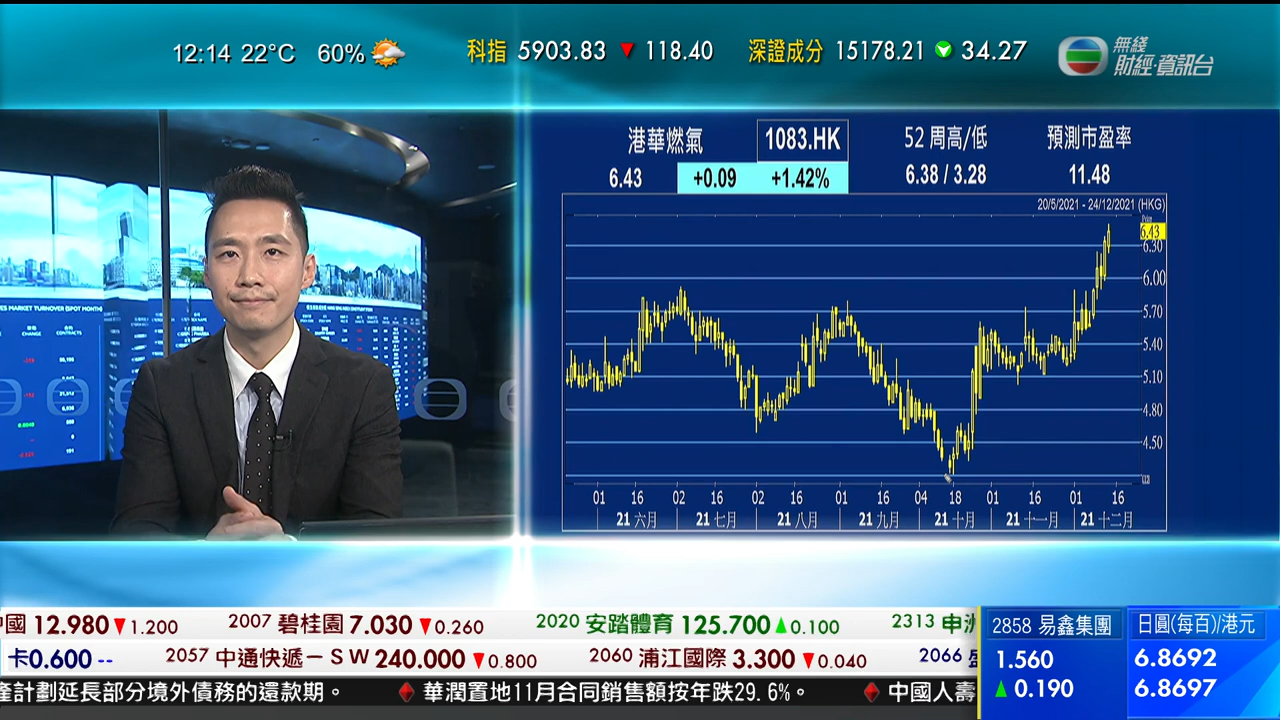 12:14 22°C 60% 科指 5903.83 ▼ 118.40 深證成分 15178.21 34.27 無綫
財經·資訊台
港華燃氣 1083.HK 52 周高/低 預測市盈率
6.43 +0.09 +1.42% 6.38 / 3.28 11.48
20/5/2021 - 24/12/2021 (HKG)
6.43
6.30
6.00
5.70
5.40
5.10
4.80
4.50
01 16 02 16 02 16 01 16 04 18 01 16 01 16
21 六月 21 七月 21 八月 21 九月 21 十月 21 十一月 21 十二月
MARKET TURNOVER (SPOT MONTH)
CHANGE CONTRACTS
國 12.980 ▼ 1.200 2007 碧桂園 7.030 ▼ 0.260 2020 安踏體育 125.700 ▲ 0.100 2313
卡 0.600 -- 2057 中通快遞－ＳＷ 240.000 ▼ 0.800 2060 浦江國際 3.300 ▼ 0.040 2066
產計劃延長部分境外債務的還款期。 華潤置地11月合同銷售額按年跌29.6%。 中國人壽
2858 易鑫集團
1.560
▲ 0.190
日圓(每百)/港元
6.8692
6.8697